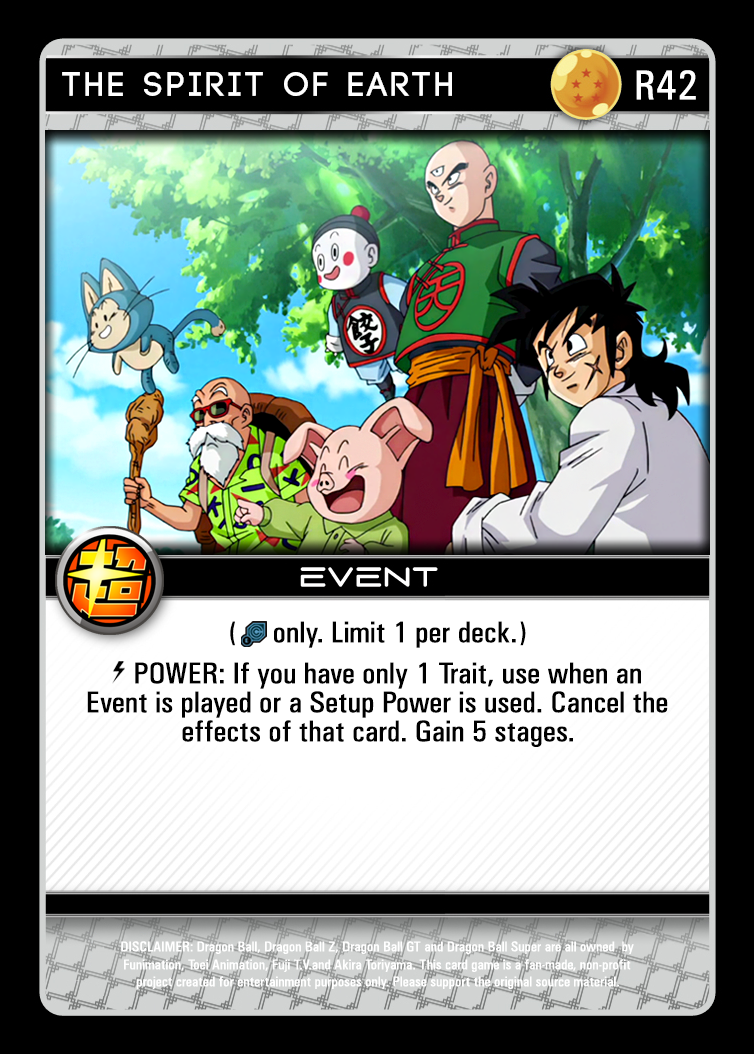 THE SPIRIT OF EARTH
R42
餃子
超
EVENT
( only. Limit 1 per deck.)
POWER: If you have only 1 Trait, use when an
Event is played or a Setup Power is used. Cancel the
effects of that card. Gain 5 stages.
DISCLAIMER: Dragon Ball, Dragon Ball Z, Dragon Ball GT and Dragon Ball Super are all owned by
Funimation, Toei Animation, Fuji T.V.and Akira Toriyama. This card game is a fan-made, non-profit
project created for entertainment purposes only. Please support the original source material.